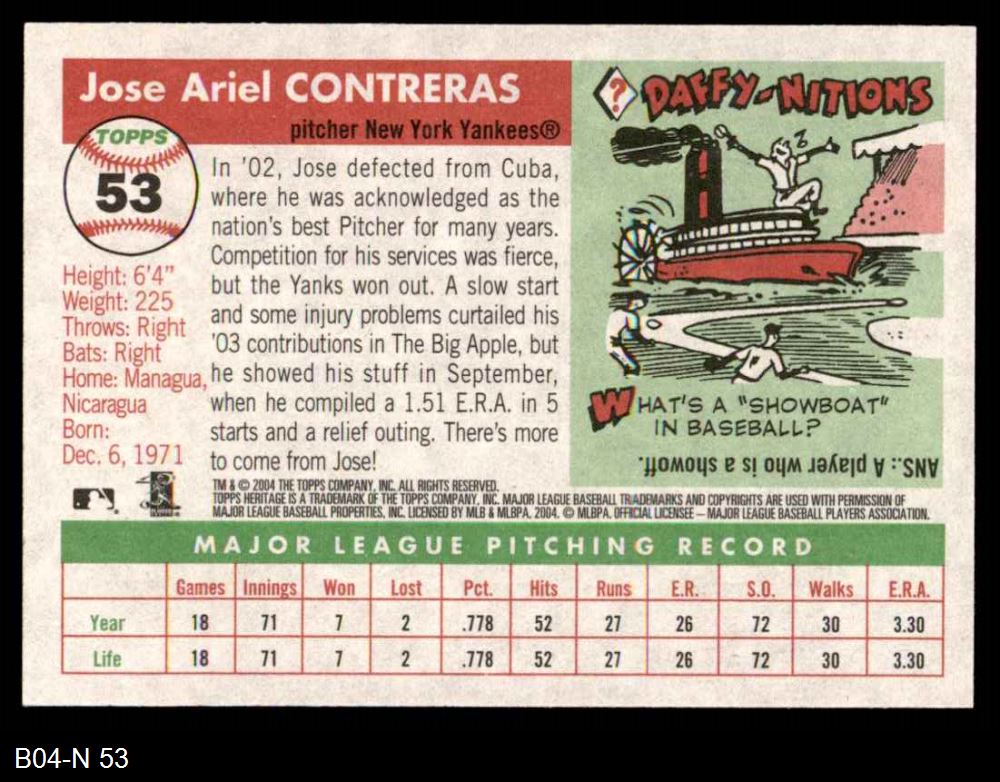 Jose Ariel CONTRERAS
pitcher New York Yankees®
TOPPS
53
Height: 6'4"
Weight: 225
Throws: Right
Bats: Right
Home: Managua,
Nicaragua
Born:
Dec. 6, 1971
In '02, Jose defected from Cuba,
where he was acknowledged as the
nation's best Pitcher for many years.
Competition for his services was fierce,
but the Yanks won out. A slow start
and some injury problems curtailed his
'03 contributions in The Big Apple, but
he showed his stuff in September,
when he compiled a 1.51 E.R.A. in 5
starts and a relief outing. There's more
to come from Jose!
? DAFFY-NITIONS
WHAT'S A "SHOWBOAT"
IN BASEBALL?
ANS.: A player who is a showoff.
TM & © 2004 THE TOPPS COMPANY, INC. ALL RIGHTS RESERVED.
TOPPS HERITAGE IS A TRADEMARK OF THE TOPPS COMPANY, INC. MAJOR LEAGUE BASEBALL TRADEMARKS AND COPYRIGHTS ARE USED WITH PERMISSION OF
MAJOR LEAGUE BASEBALL PROPERTIES, INC. LICENSED BY MLB & MLBPA. 2004. © MLBPA. OFFICIAL LICENSEE – MAJOR LEAGUE BASEBALL PLAYERS ASSOCIATION.
MAJOR LEAGUE PITCHING RECORD
Games Innings Won Lost Pct. Hits Runs E.R. S.O. Walks E.R.A.
Year 18 71 7 2 .778 52 27 26 72 30 3.30
Life 18 71 7 2 .778 52 27 26 72 30 3.30
B04-N 53